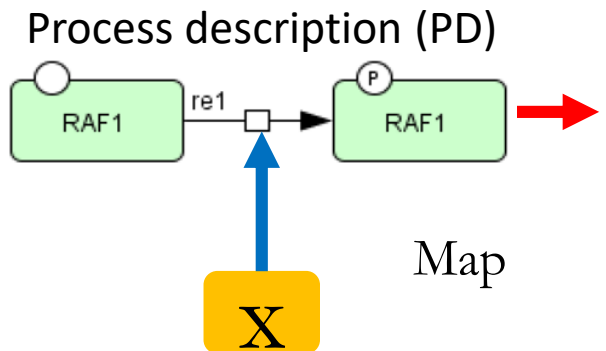 Process description (PD)
P
re1
RAF1
RAF1
Map
X